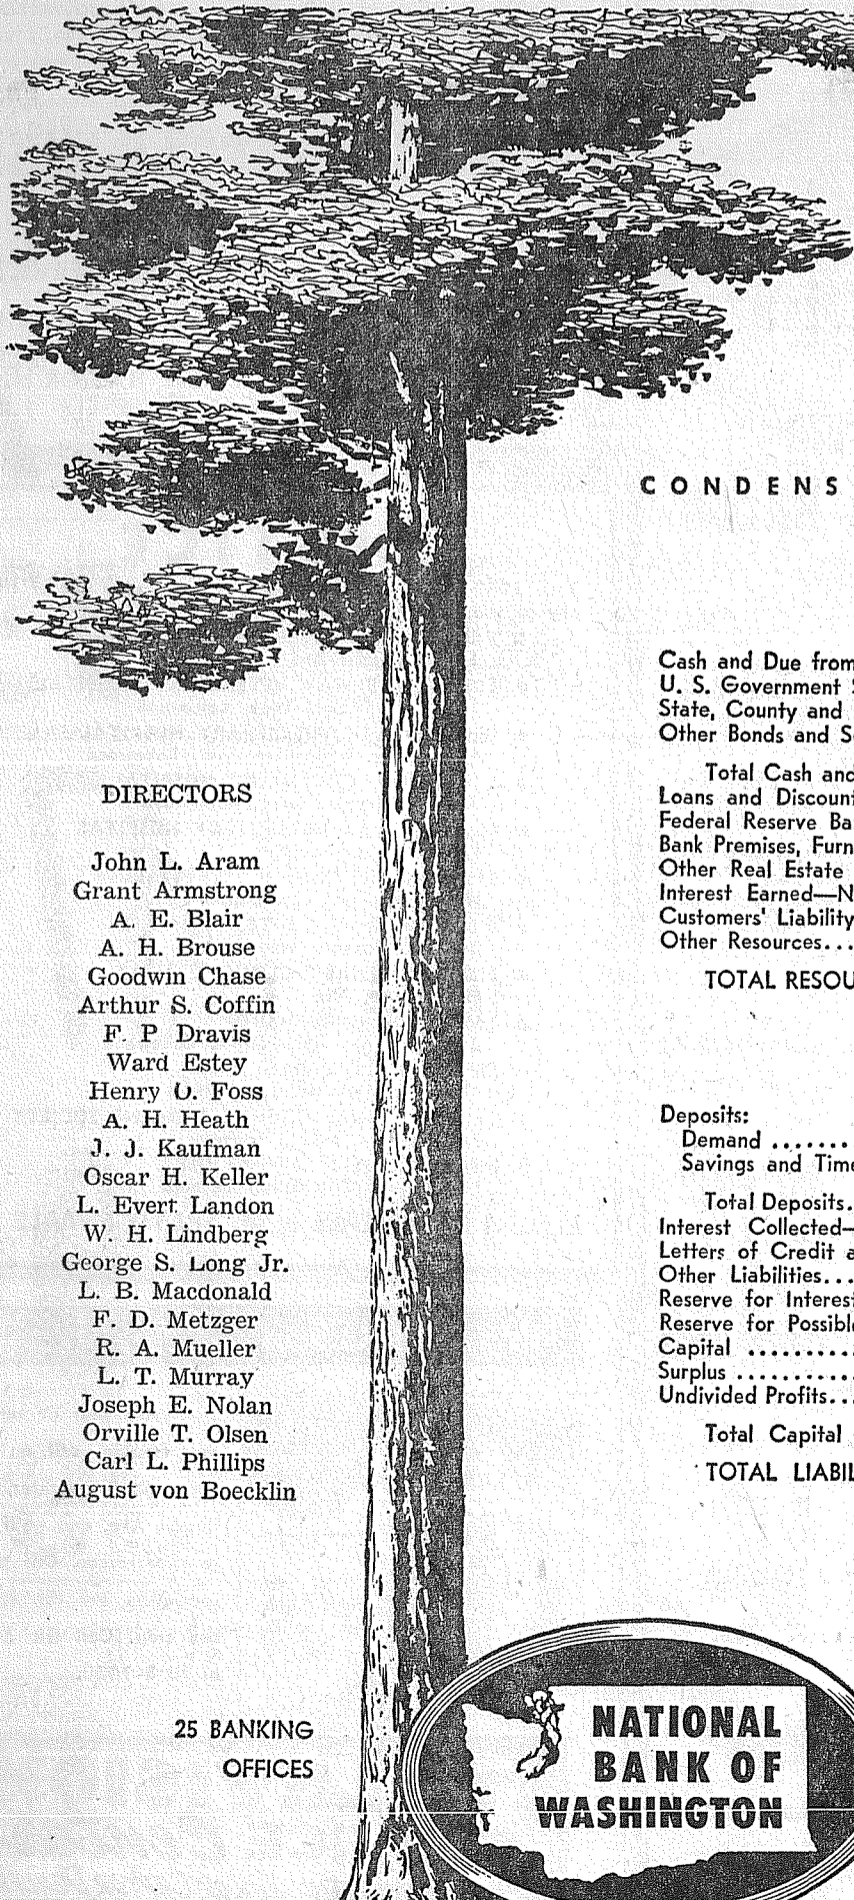 CONDENS
Cash and Due from
U. S. Government S
State, County and
Other Bonds and S
Total Cash and
Loans and Discount
Federal Reserve Ba
Bank Premises, Furn
Other Real Estate
Interest Earned—N
Customers' Liability
Other Resources...
TOTAL RESOU
Deposits:
Demand .......
Savings and Time
Total Deposits.
Interest Collected—
Letters of Credit a
Other Liabilities...
Reserve for Interest
Reserve for Possible
Capital ..........
Surplus ...........
Undivided Profits...
Total Capital
TOTAL LIABIL
DIRECTORS
John L. Aram
Grant Armstrong
A. E. Blair
A. H. Brouse
Goodwin Chase
Arthur S. Coffin
F. P Dravis
Ward Estey
Henry O. Foss
A. H. Heath
J. J. Kaufman
Oscar H. Keller
L. Evert Landon
W. H. Lindberg
George S. Long Jr.
L. B. Macdonald
F. D. Metzger
R. A. Mueller
L. T. Murray
Joseph E. Nolan
Orville T. Olsen
Carl L. Phillips
August von Boecklin
25 BANKING
OFFICES
NATIONAL
BANK OF
WASHINGTON